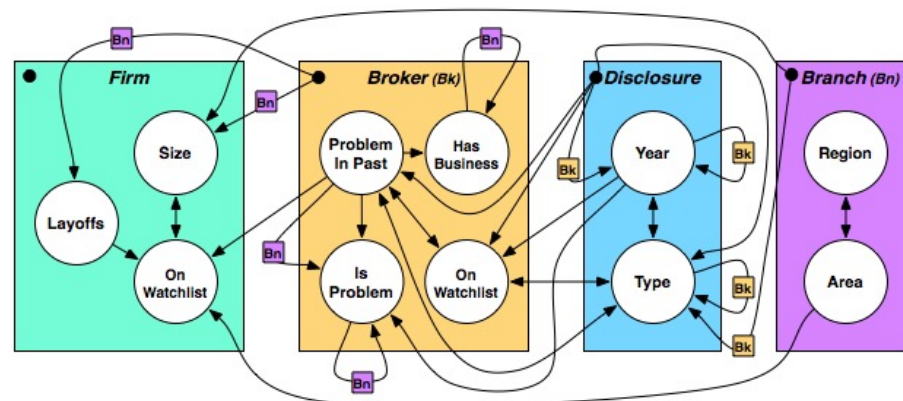 Bn
Bn
Firm
Broker (Bk)
Disclosure
Branch (Bn)
Bn
Size
Problem
In Past
Has
Business
Year
Bk
Bk
Region
Layoffs
Bn
On
Watchlist
Is
Problem
On
Watchlist
Type
Bk
Area
Bk
Bn